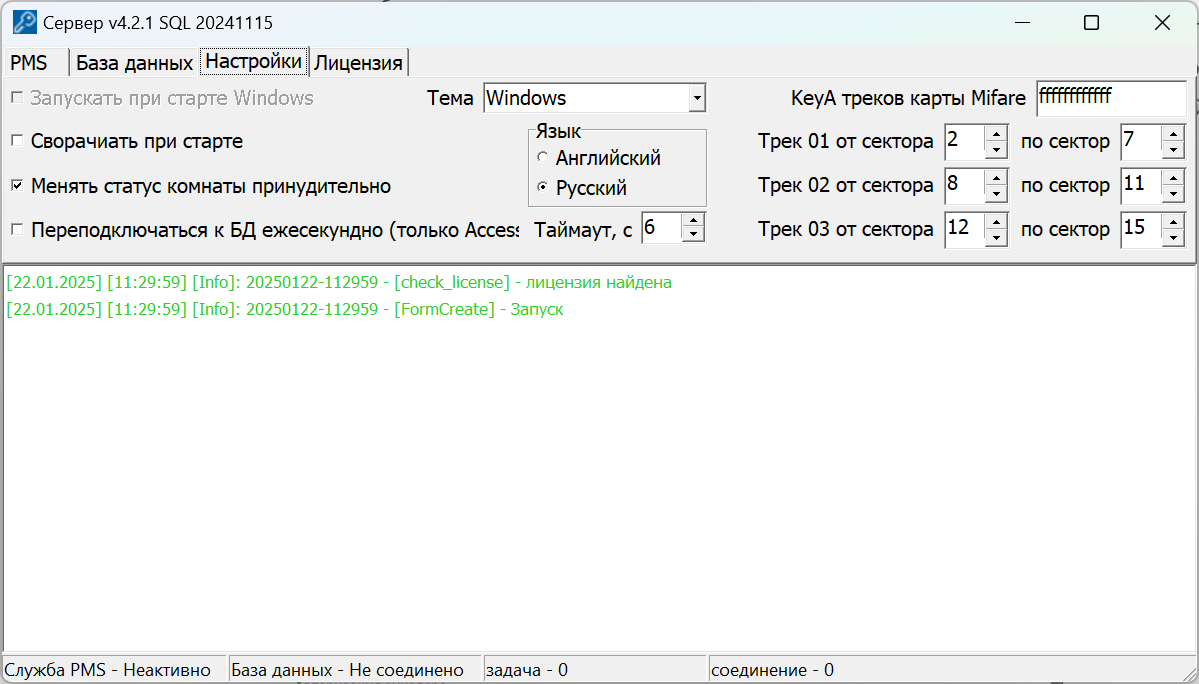 Сервер v4.2.1 SQL 20241115
PMS База данных Настройки Лицензия
Запускать при старте Windows Тема Windows KeyA треков карты Mifare ffffffffffff
Сворачиать при старте Язык Английский Трек 01 от сектора 2 по сектор 7
Менять статус комнаты принудительно Русский Трек 02 от сектора 8 по сектор 11
Переподключаться к БД ежесекундно (только Access Таймаут, с 6 Трек 03 от сектора 12 по сектор 15
[22.01.2025] [11:29:59] [Info]: 20250122-112959 - [check_license] - лицензия найдена
[22.01.2025] [11:29:59] [Info]: 20250122-112959 - [FormCreate] - Запуск
Служба PMS - Неактивно База данных - Не соединено задача - 0 соединение - 0